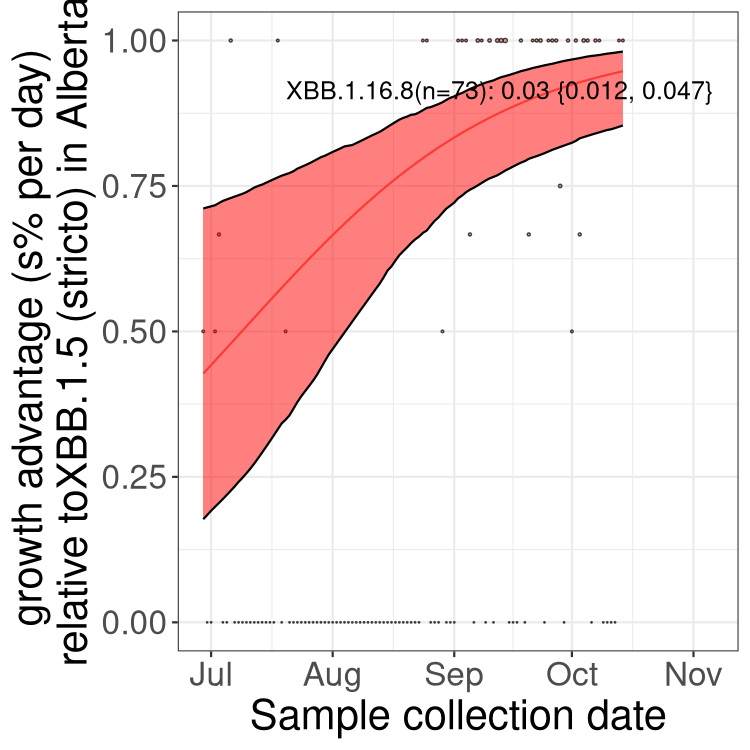 growth advantage (s% per day)
relative toXBB.1.5 (stricto) in Alberta
1.00
0.75
0.50
0.25
0.00
XBB.1.16.8(n=73): 0.03 {0.012, 0.047}
Jul Aug Sep Oct Nov
Sample collection date